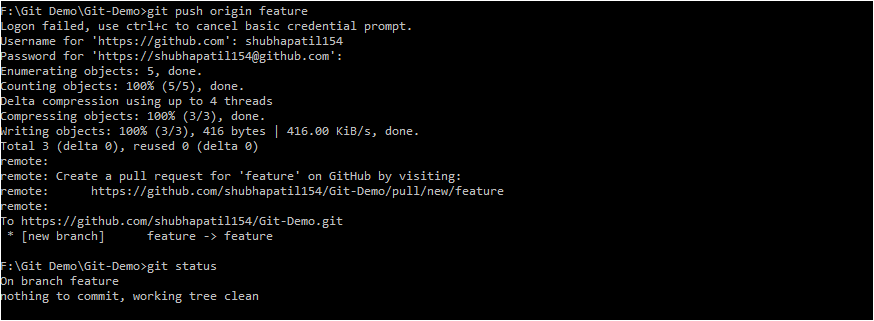 F:\Git Demo\Git-Demo>git push origin feature
Logon failed, use ctrl+c to cancel basic credential prompt.
Username for 'https://github.com': shubhapatil154
Password for 'https://shubhapatil154@github.com':
Enumerating objects: 5, done.
Counting objects: 100% (5/5), done.
Delta compression using up to 4 threads
Compressing objects: 100% (3/3), done.
Writing objects: 100% (3/3), 416 bytes | 416.00 KiB/s, done.
Total 3 (delta 0), reused 0 (delta 0)
remote:
remote: Create a pull request for 'feature' on GitHub by visiting:
remote:      https://github.com/shubhapatil154/Git-Demo/pull/new/feature
remote:
To https://github.com/shubhapatil154/Git-Demo.git
 * [new branch]      feature -> feature
F:\Git Demo\Git-Demo>git status
On branch feature
nothing to commit, working tree clean